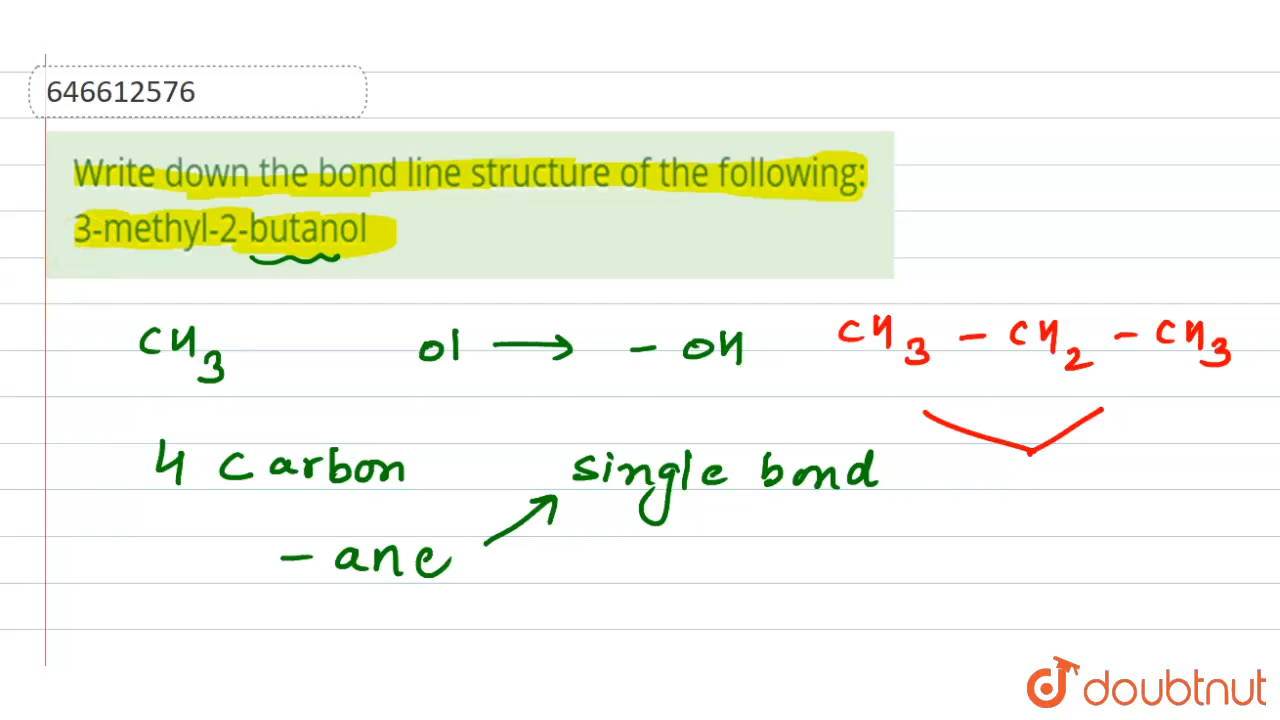 646612576
Write down the bond line structure of the following:
3-methyl-2-butanol
CH3 ol → - OH CH3 - CH2 - CH3
4 Carbon single bond
- ane
doubtnut